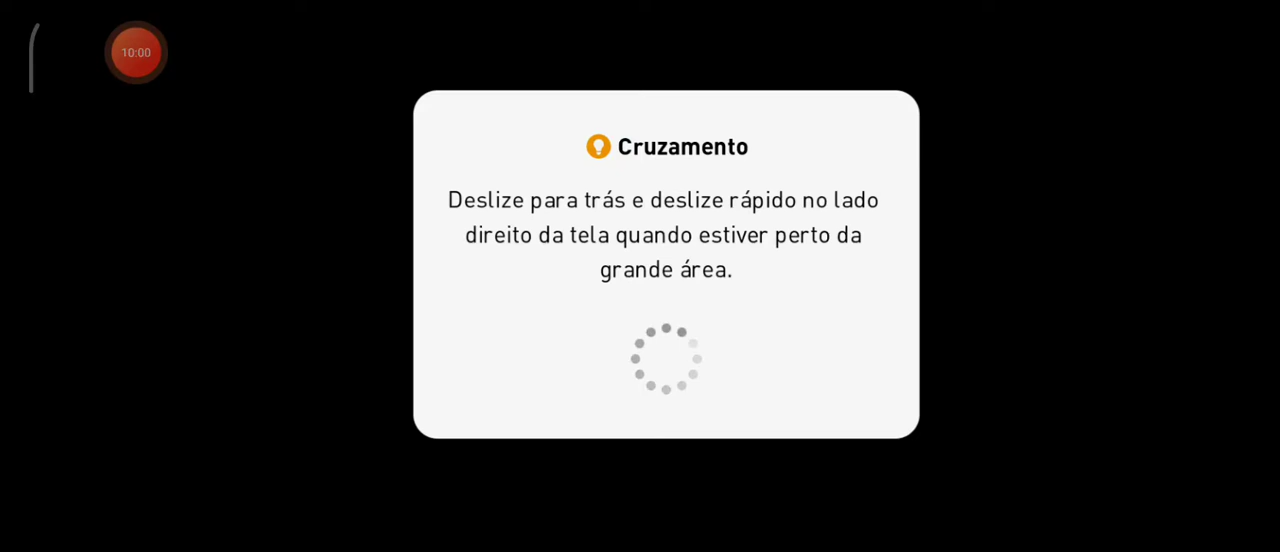 10:00
Cruzamento
Deslize para trás e deslize rápido no lado
direito da tela quando estiver perto da
grande área.